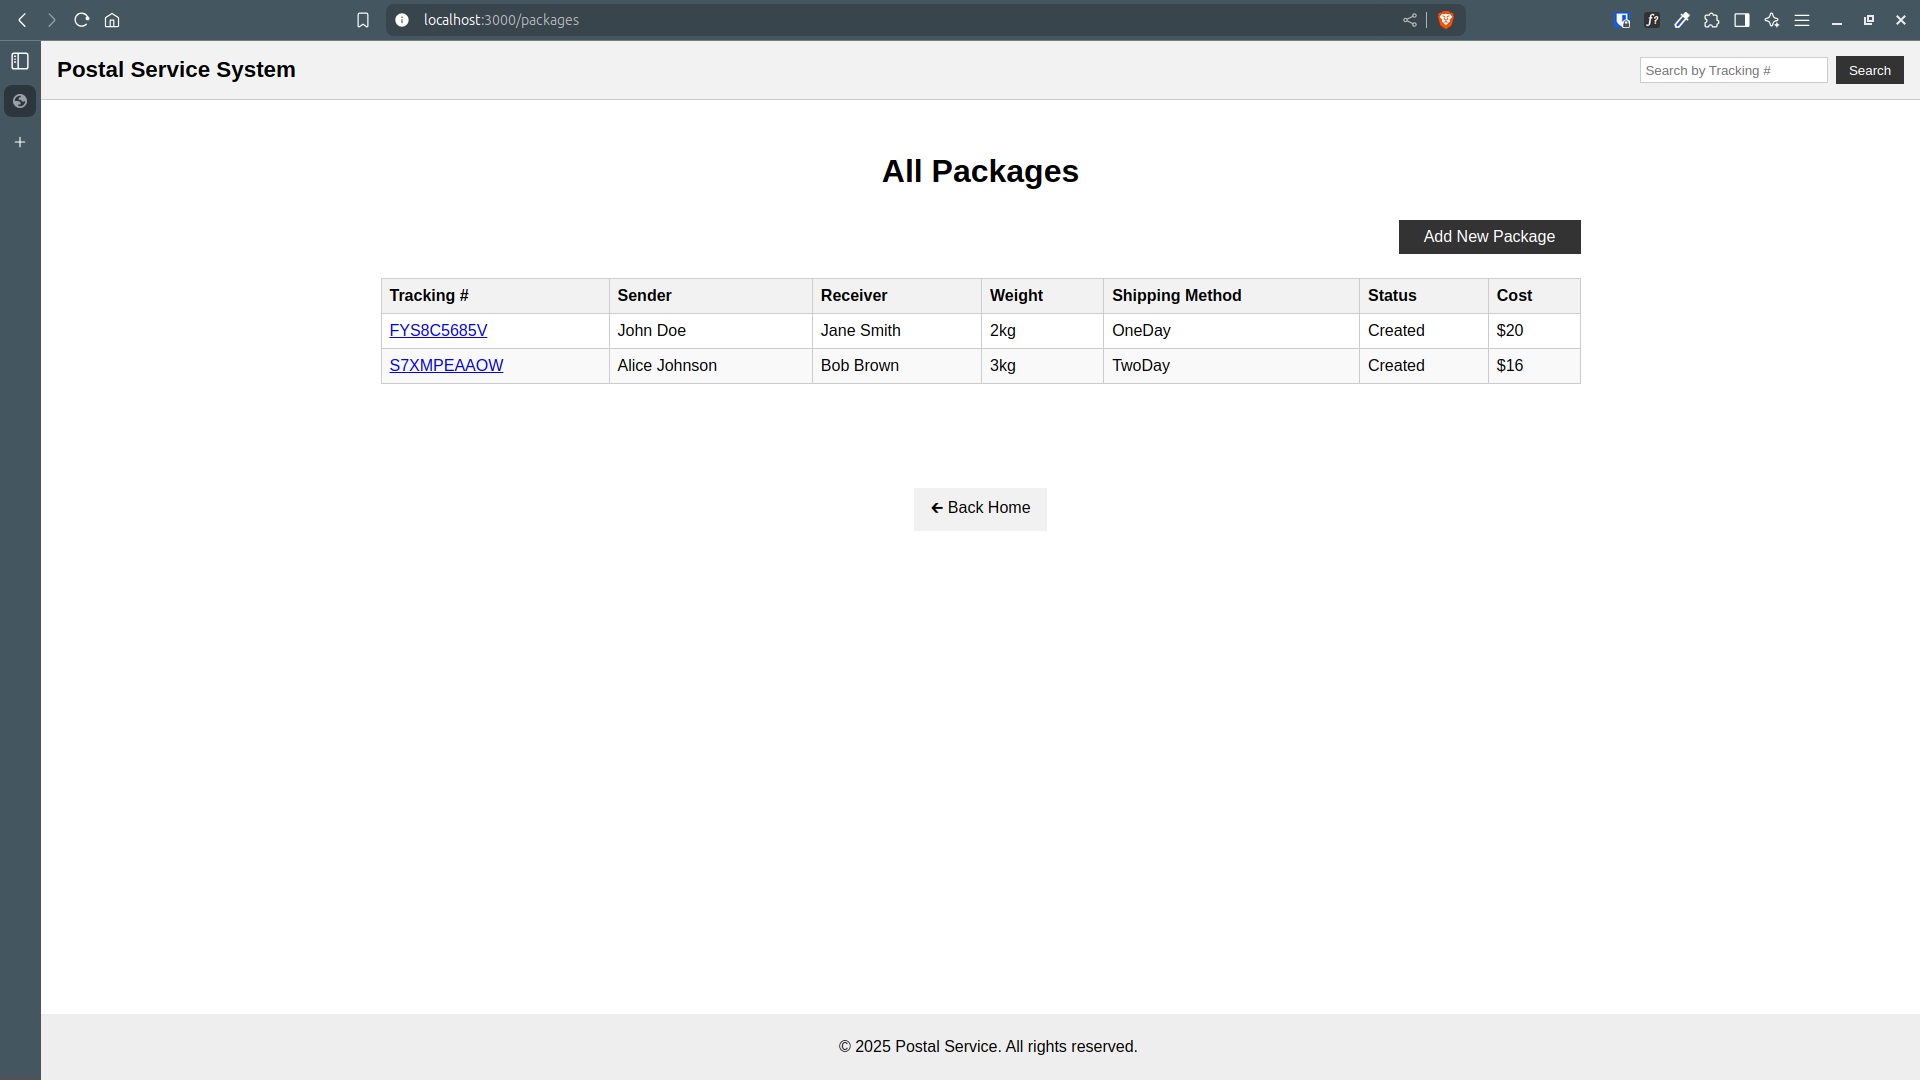 localhost:3000/packages
Postal Service System
Search by Tracking #
Search
All Packages
Add New Package
Tracking # Sender Receiver Weight Shipping Method Status Cost
FYS8C5685V John Doe Jane Smith 2kg OneDay Created $20
S7XMPEAAOW Alice Johnson Bob Brown 3kg TwoDay Created $16
← Back Home
© 2025 Postal Service. All rights reserved.